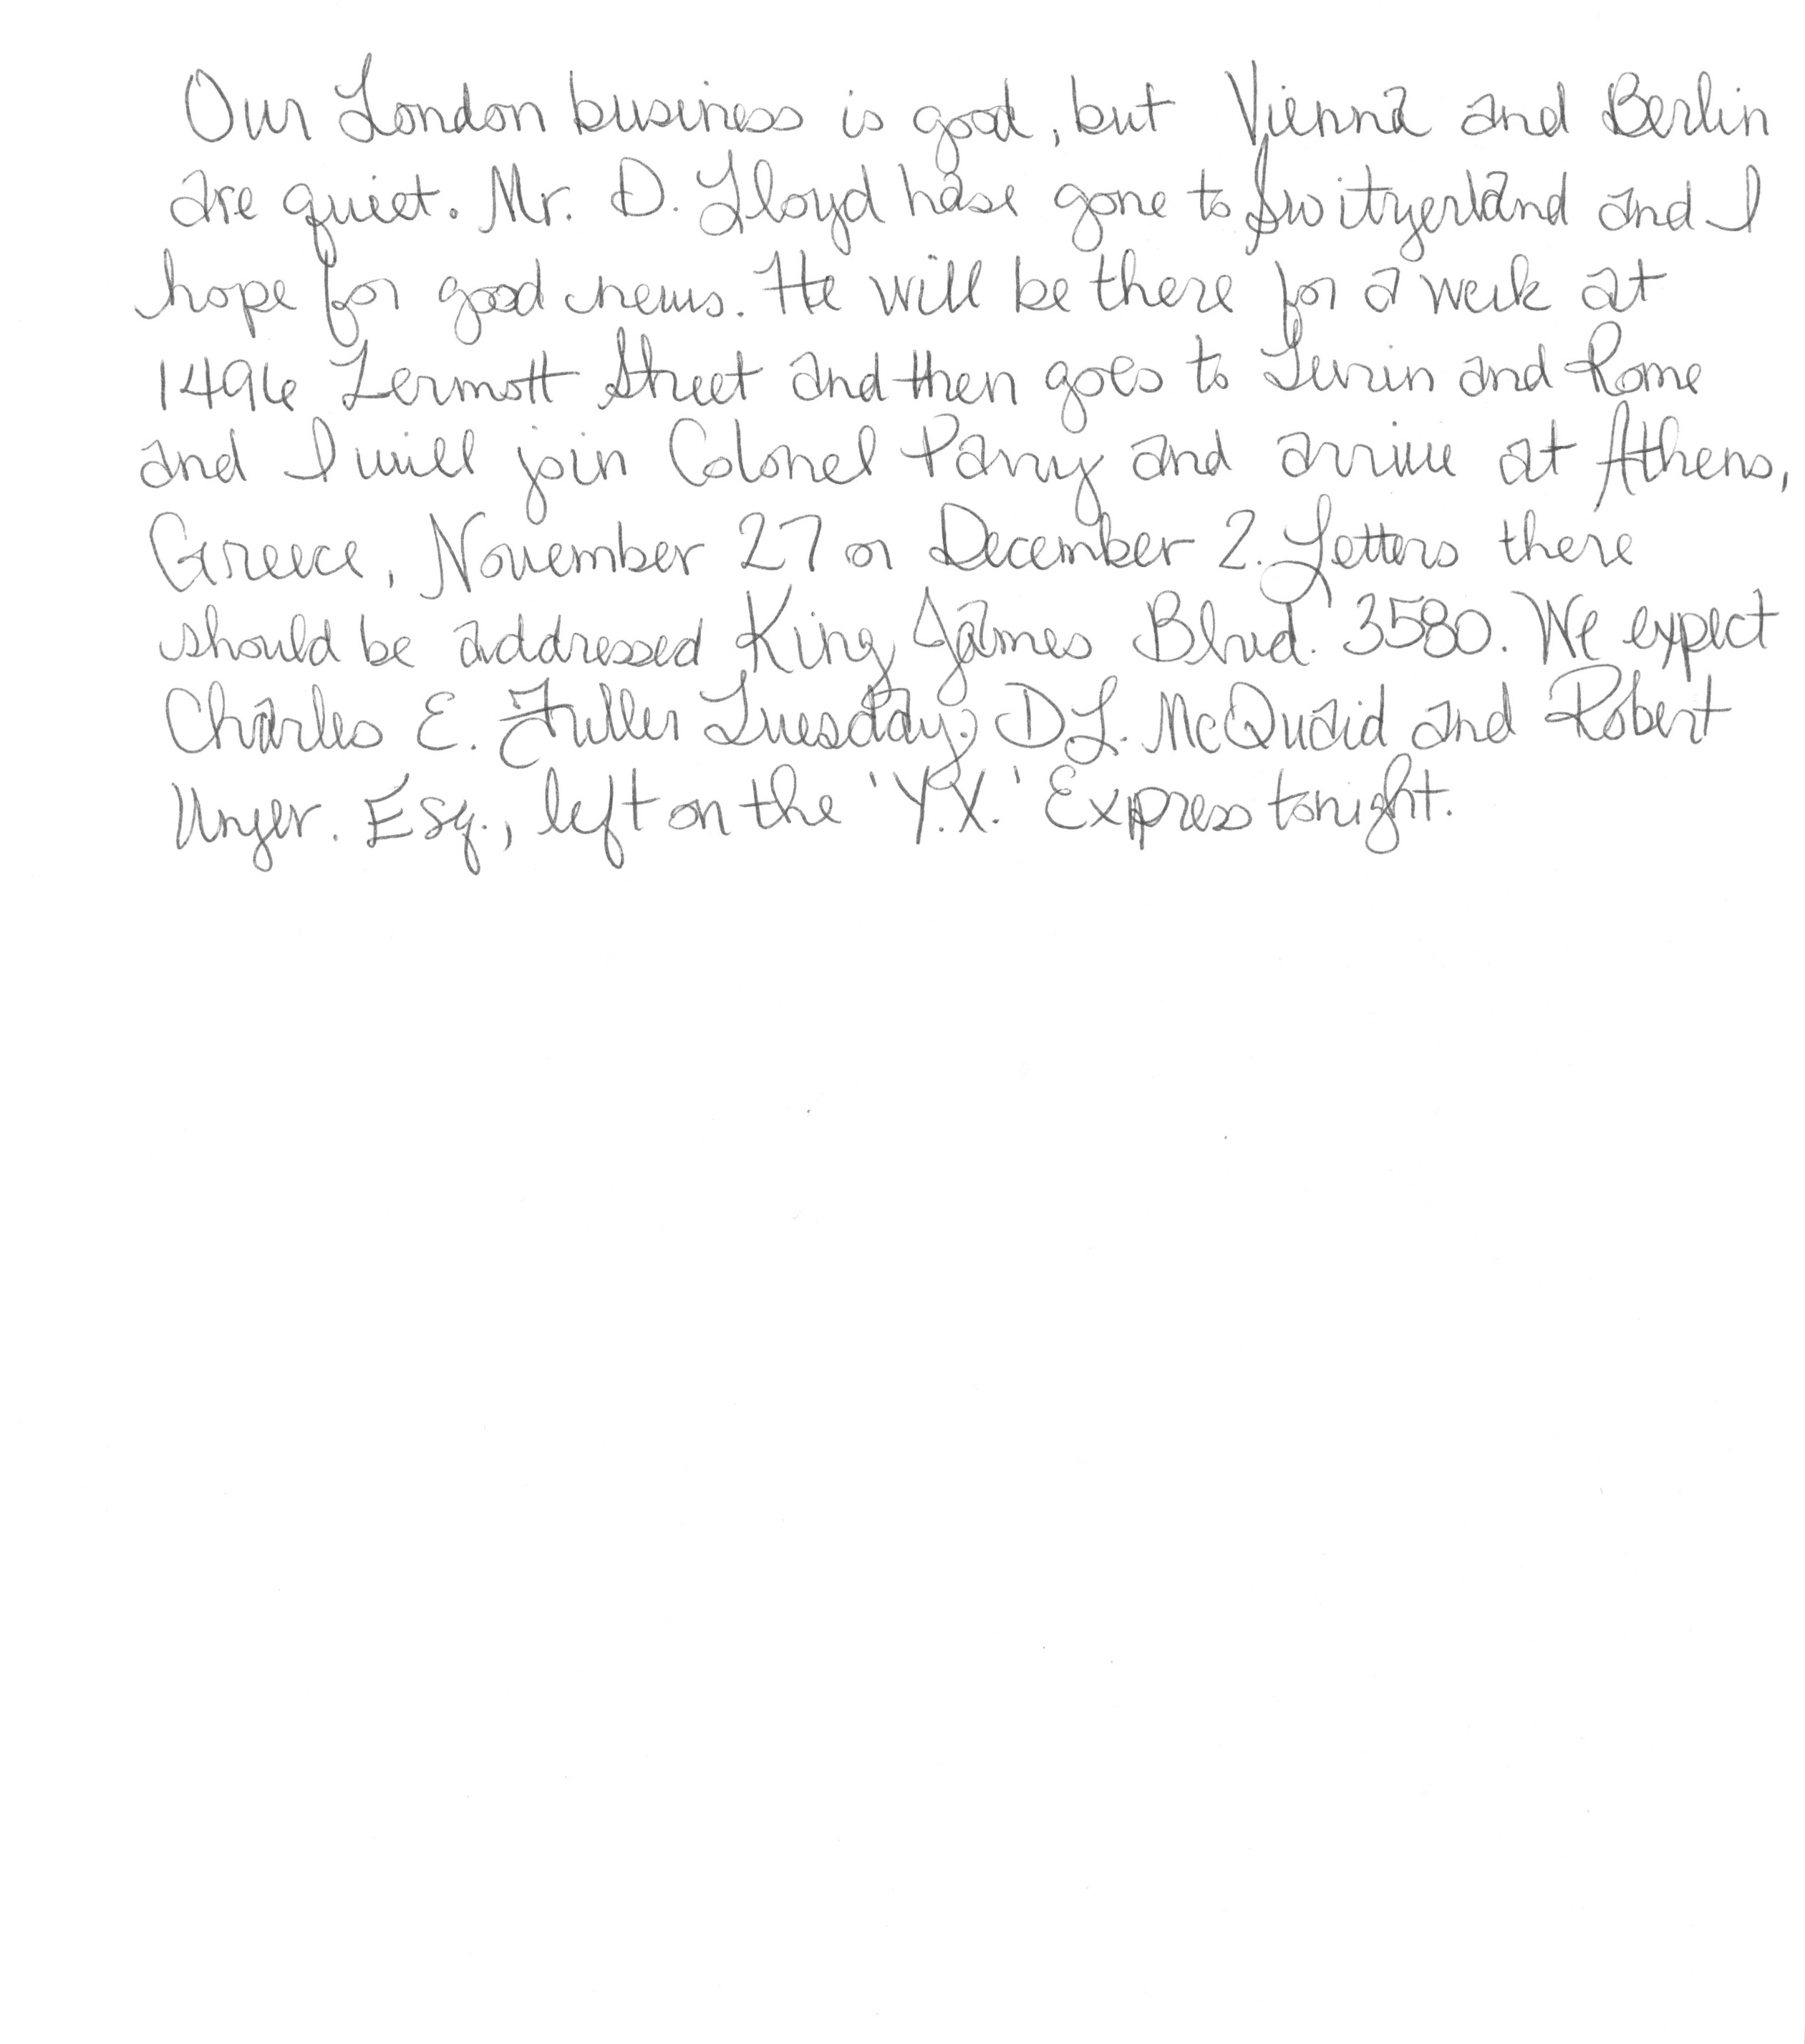 Our London business is good, but Vienna and Berlin
are quiet. Mr. D. Lloyd hase gone to Switzerland and I
hope for good news. He will be there for a week at
1496 Zermott Street and then goes to Turin and Rome
and I will join Colonel Parry and arrive at Athens,
Greece, November 27 or December 2. Letters there
should be addressed King James Blvd. 3580. We expect
Charles E. Fuller Tuesday. D.L. McQuaid and Robert
Unger. Esq., left on the 'Y.X.' Express tonight.